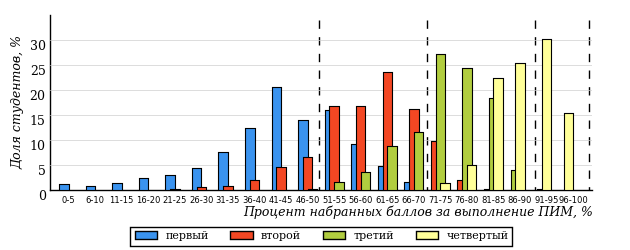 Доля студентов, %
30
25
20
15
10
5
0
0-5 6-10 11-15 16-20 21-25 26-30 31-35 36-40 41-45 46-50 51-55 56-60 61-65 66-70 71-75 76-80 81-85 86-90 91-95 96-100
Процент набранных баллов за выполнение ПИМ, %
первый второй третий четвертый